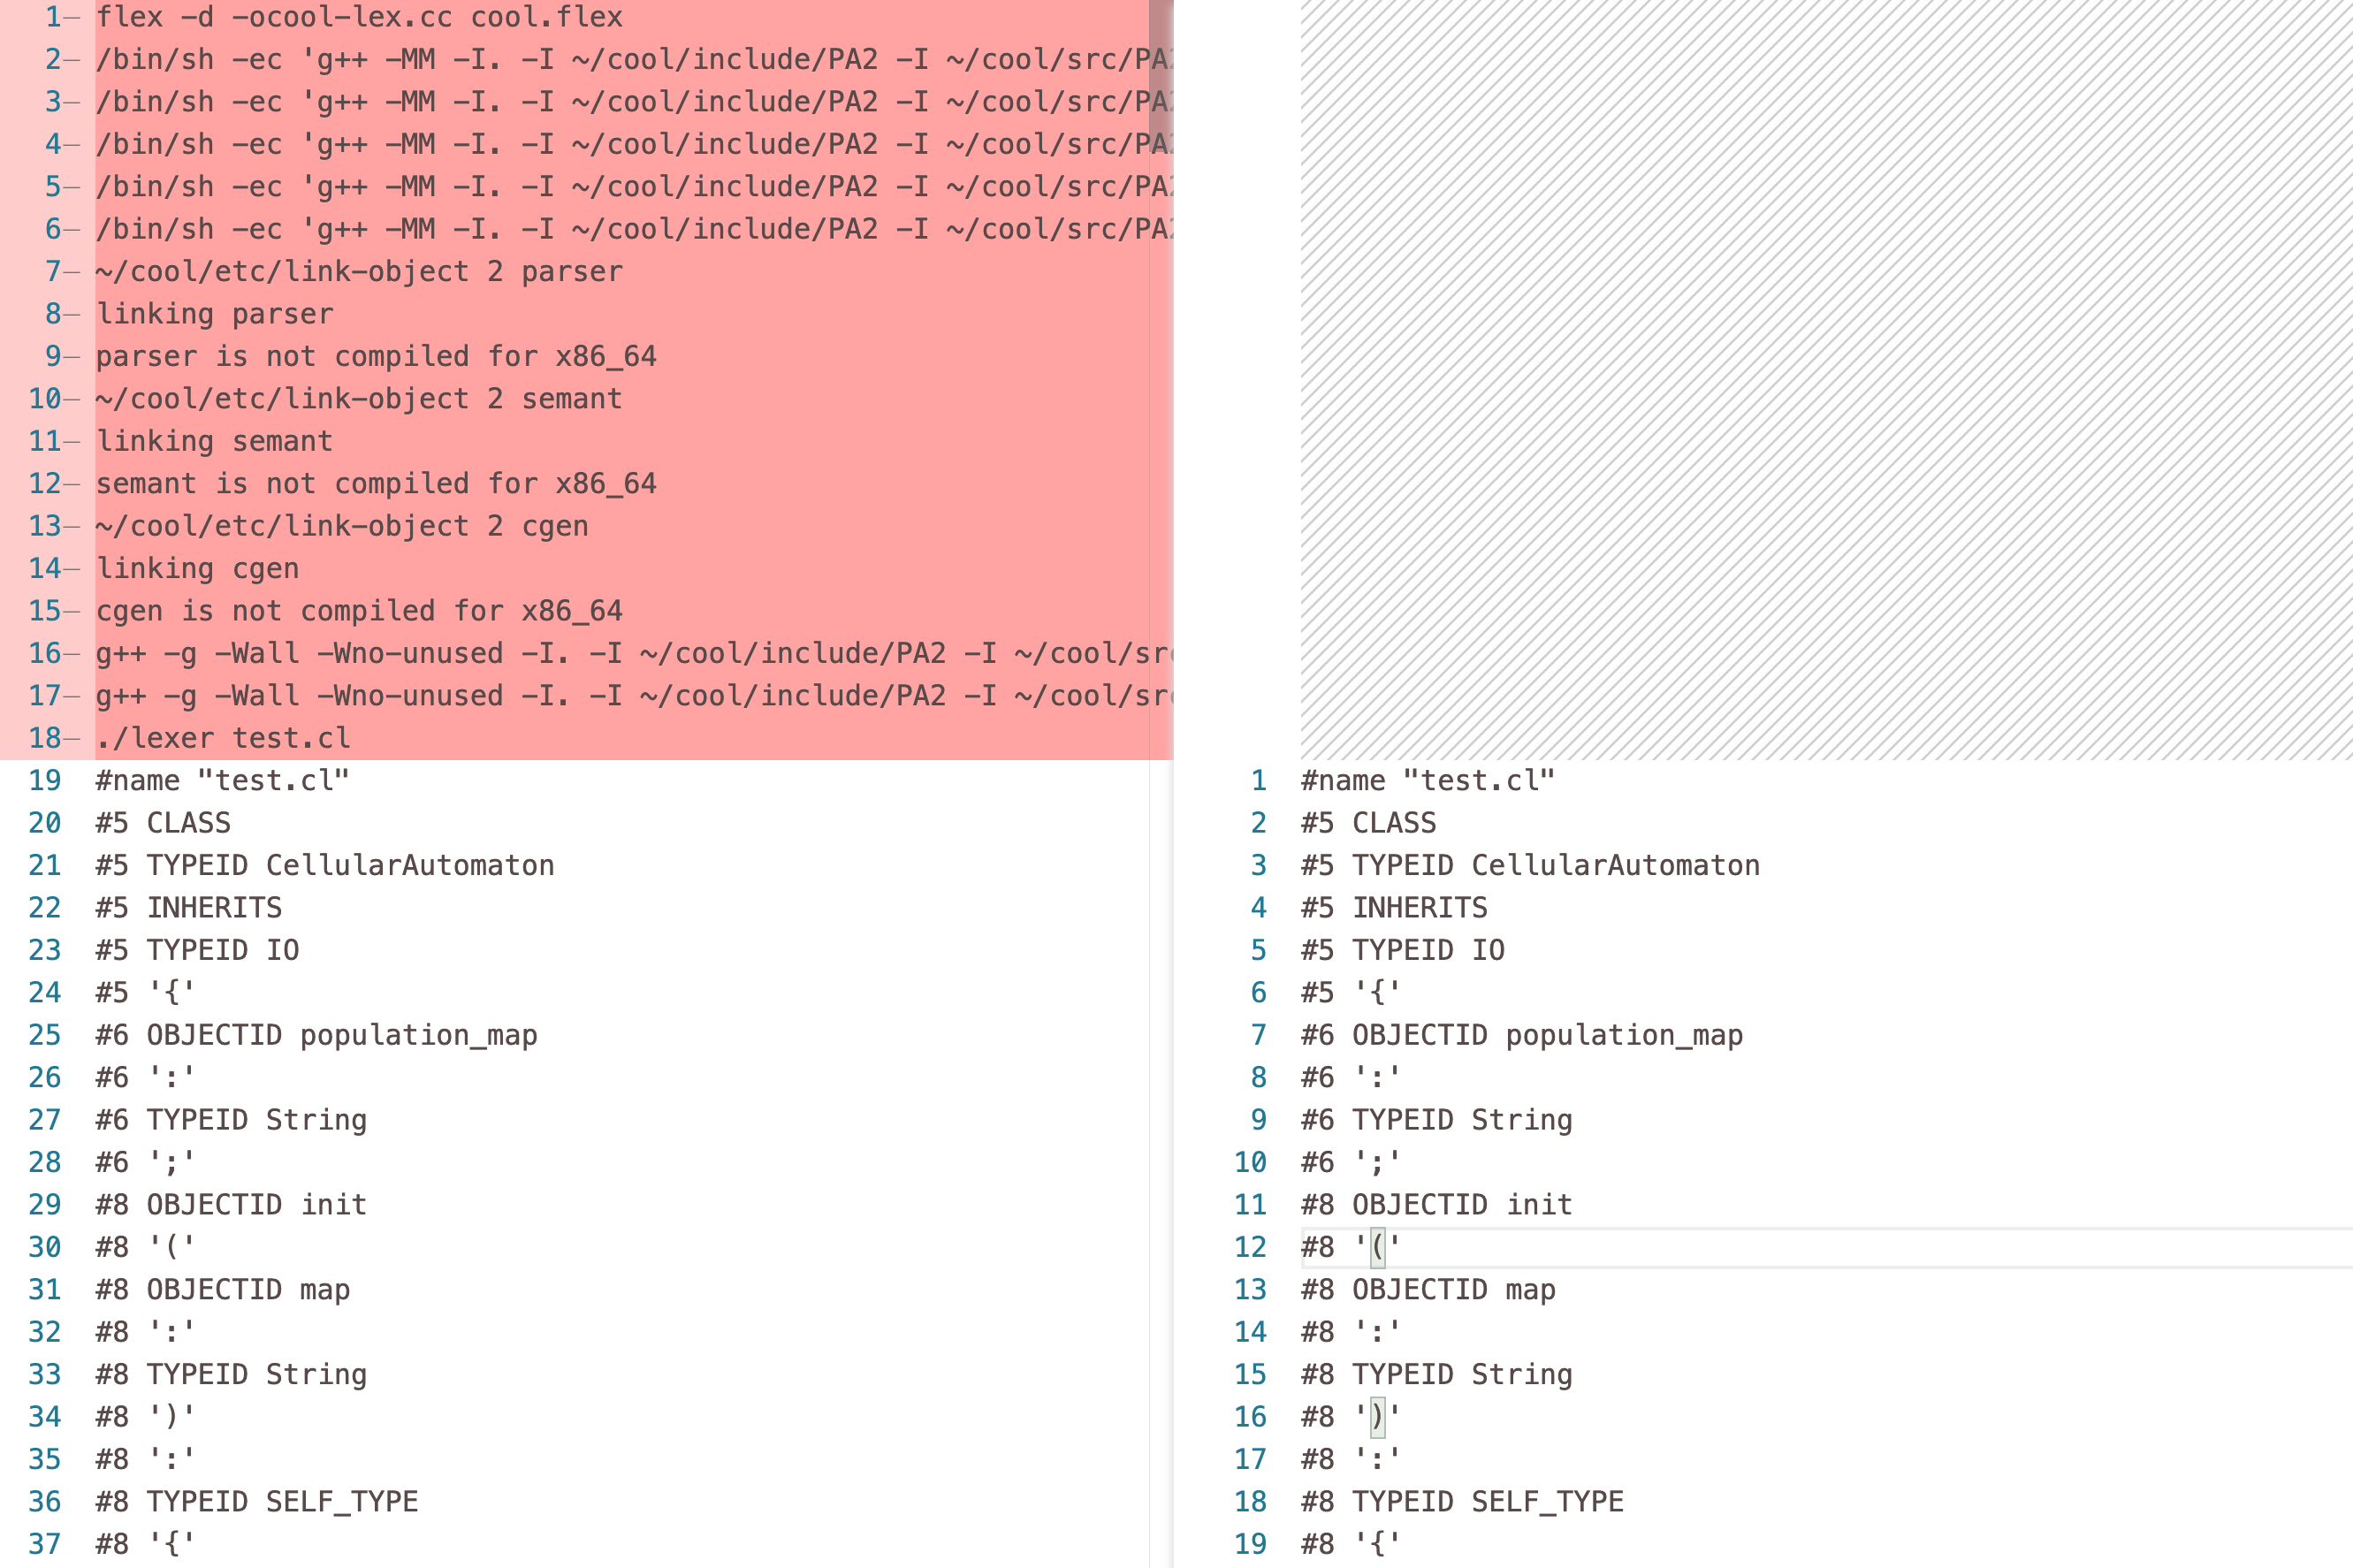 1– flex -d -ocool-lex.cc cool.flex
2– /bin/sh -ec 'g++ -MM -I. -I ~/cool/include/PA2 -I ~/cool/src/PA2
3– /bin/sh -ec 'g++ -MM -I. -I ~/cool/include/PA2 -I ~/cool/src/PA2
4– /bin/sh -ec 'g++ -MM -I. -I ~/cool/include/PA2 -I ~/cool/src/PA2
5– /bin/sh -ec 'g++ -MM -I. -I ~/cool/include/PA2 -I ~/cool/src/PA2
6– /bin/sh -ec 'g++ -MM -I. -I ~/cool/include/PA2 -I ~/cool/src/PA2
7– ~/cool/etc/link-object 2 parser
8– linking parser
9– parser is not compiled for x86_64
10– ~/cool/etc/link-object 2 semant
11– linking semant
12– semant is not compiled for x86_64
13– ~/cool/etc/link-object 2 cgen
14– linking cgen
15– cgen is not compiled for x86_64
16– g++ -g -Wall -Wno-unused -I. -I ~/cool/include/PA2 -I ~/cool/src
17– g++ -g -Wall -Wno-unused -I. -I ~/cool/include/PA2 -I ~/cool/src
18– ./lexer test.cl
19 #name "test.cl"
20 #5 CLASS
21 #5 TYPEID CellularAutomaton
22 #5 INHERITS
23 #5 TYPEID IO
24 #5 '{'
25 #6 OBJECTID population_map
26 #6 ':'
27 #6 TYPEID String
28 #6 ';'
29 #8 OBJECTID init
30 #8 '('
31 #8 OBJECTID map
32 #8 ':'
33 #8 TYPEID String
34 #8 ')'
35 #8 ':'
36 #8 TYPEID SELF_TYPE
37 #8 '{'
1 #name "test.cl"
2 #5 CLASS
3 #5 TYPEID CellularAutomaton
4 #5 INHERITS
5 #5 TYPEID IO
6 #5 '{'
7 #6 OBJECTID population_map
8 #6 ':'
9 #6 TYPEID String
10 #6 ';'
11 #8 OBJECTID init
12 #8 '('
13 #8 OBJECTID map
14 #8 ':'
15 #8 TYPEID String
16 #8 ')'
17 #8 ':'
18 #8 TYPEID SELF_TYPE
19 #8 '{'